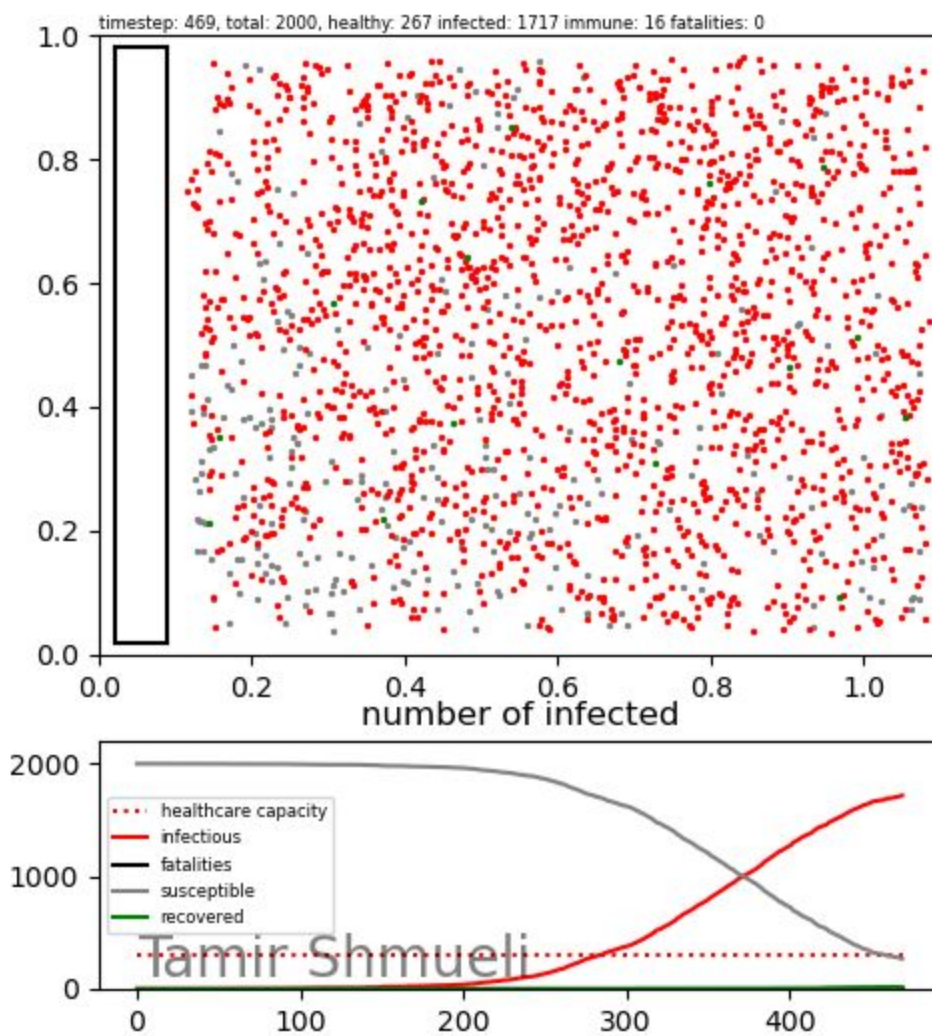 timestep: 469, total: 2000, healthy: 267 infected: 1717 immune: 16 fatalities: 0
1.0
0.8
0.6
0.4
0.2
0.0
0.0 0.2 0.4 0.6 0.8 1.0
number of infected
2000
1000
0
healthcare capacity
infectious
fatalities
susceptible
recovered
Tamir Shmueli
0 100 200 300 400